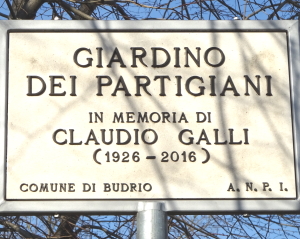 GIARDINO
DEI PARTIGIANI
IN MEMORIA DI
CLAUDIO GALLI
(1926 - 2016)
COMUNE DI BUDRIO A. N. P. I.